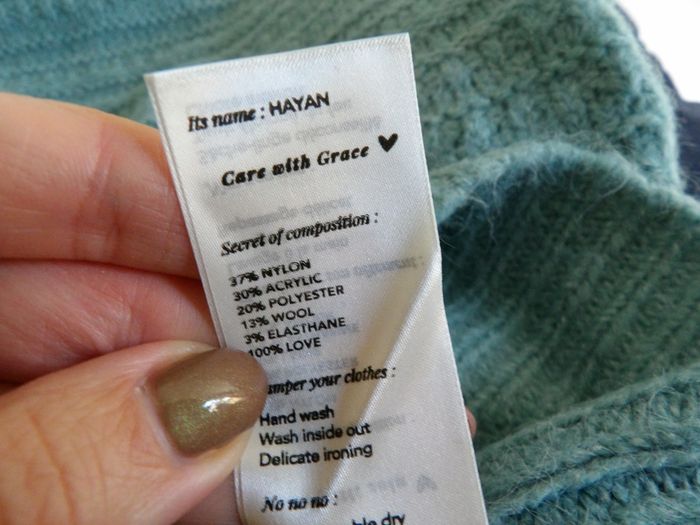 Its name : HAYAN
Care with Grace ♥
Secret of composition :
37% NYLON
30% ACRYLIC
20% POLYESTER
13% WOOL
3% ELASTHANE
100% LOVE
your clothes :
Hand wash
Wash inside out
Delicate ironing
No no no :
dry